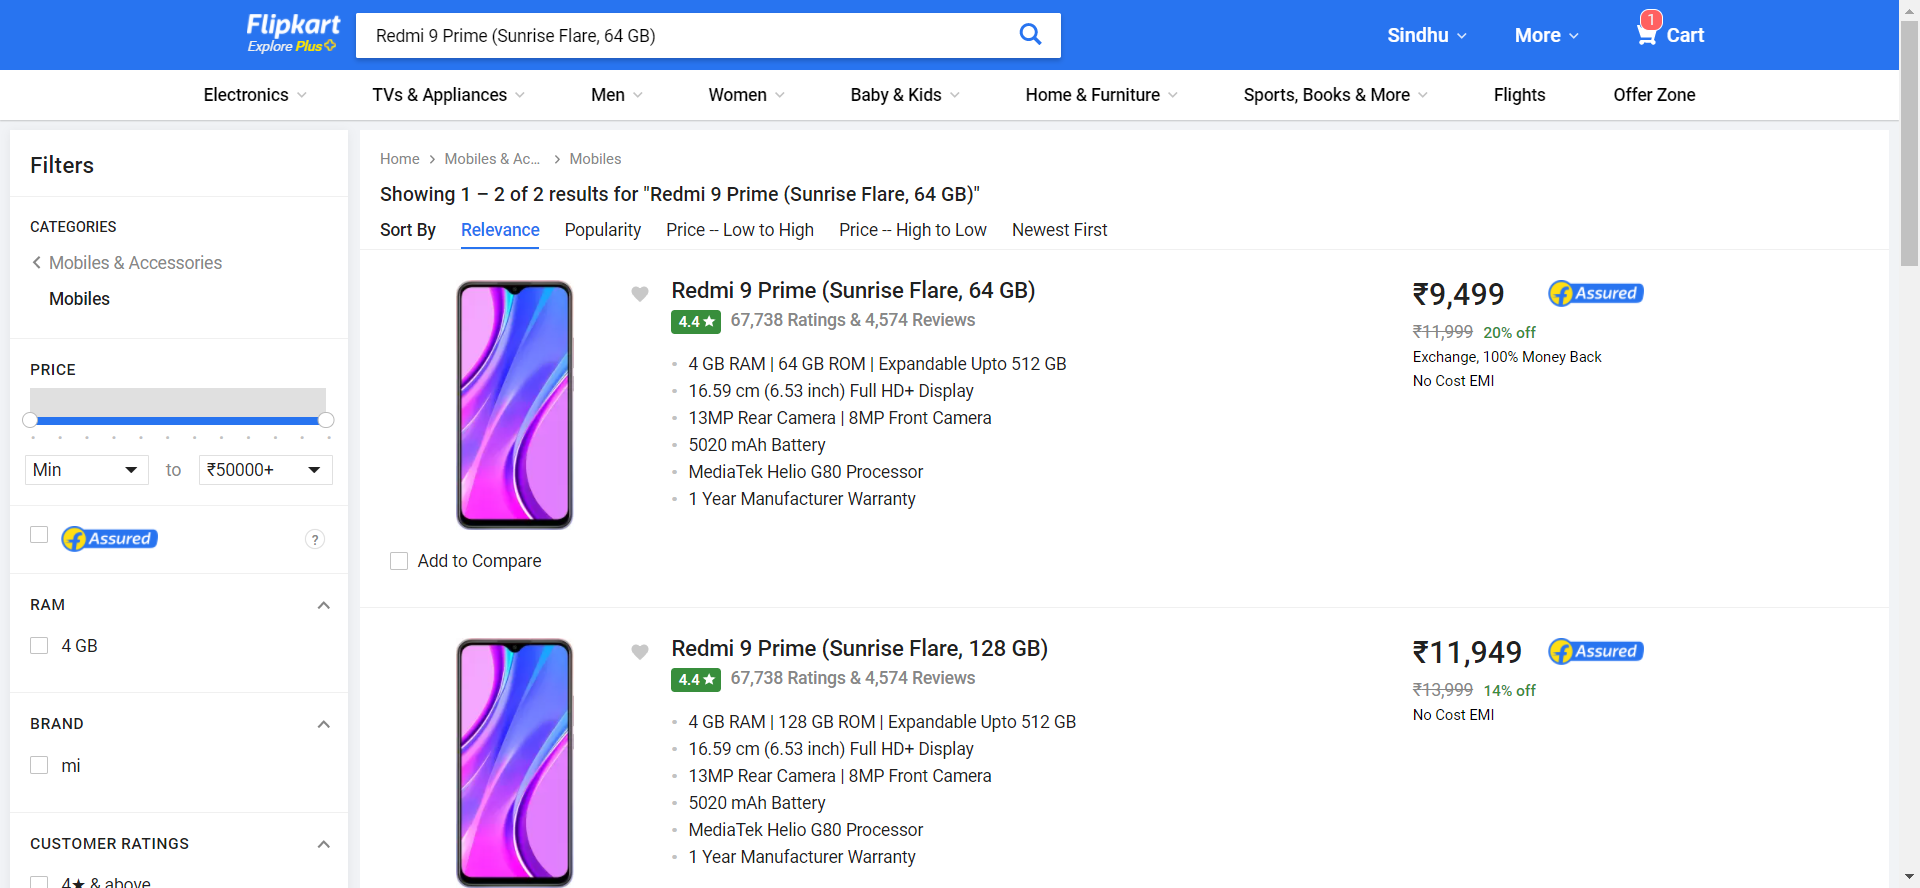 Flipkart
Explore Plus
Redmi 9 Prime (Sunrise Flare, 64 GB)
Sindhu
More
1
Cart
Electronics
TVs & Appliances
Men
Women
Baby & Kids
Home & Furniture
Sports, Books & More
Flights
Offer Zone
Filters
CATEGORIES
Mobiles & Accessories
Mobiles
PRICE
Min
to
₹50000+
Assured
?
RAM
4 GB
BRAND
mi
CUSTOMER RATINGS
4★ & above
Home
Mobiles & Ac...
Mobiles
Showing 1 – 2 of 2 results for "Redmi 9 Prime (Sunrise Flare, 64 GB)"
Sort By Relevance Popularity Price -- Low to High Price -- High to Low Newest First
Redmi 9 Prime (Sunrise Flare, 64 GB)
4.4★ 67,738 Ratings & 4,574 Reviews
4 GB RAM | 64 GB ROM | Expandable Upto 512 GB
16.59 cm (6.53 inch) Full HD+ Display
13MP Rear Camera | 8MP Front Camera
5020 mAh Battery
MediaTek Helio G80 Processor
1 Year Manufacturer Warranty
₹9,499
Assured
₹11,999 20% off
Exchange, 100% Money Back
No Cost EMI
Add to Compare
Redmi 9 Prime (Sunrise Flare, 128 GB)
4.4★ 67,738 Ratings & 4,574 Reviews
4 GB RAM | 128 GB ROM | Expandable Upto 512 GB
16.59 cm (6.53 inch) Full HD+ Display
13MP Rear Camera | 8MP Front Camera
5020 mAh Battery
MediaTek Helio G80 Processor
1 Year Manufacturer Warranty
₹11,949
Assured
₹13,999 14% off
No Cost EMI